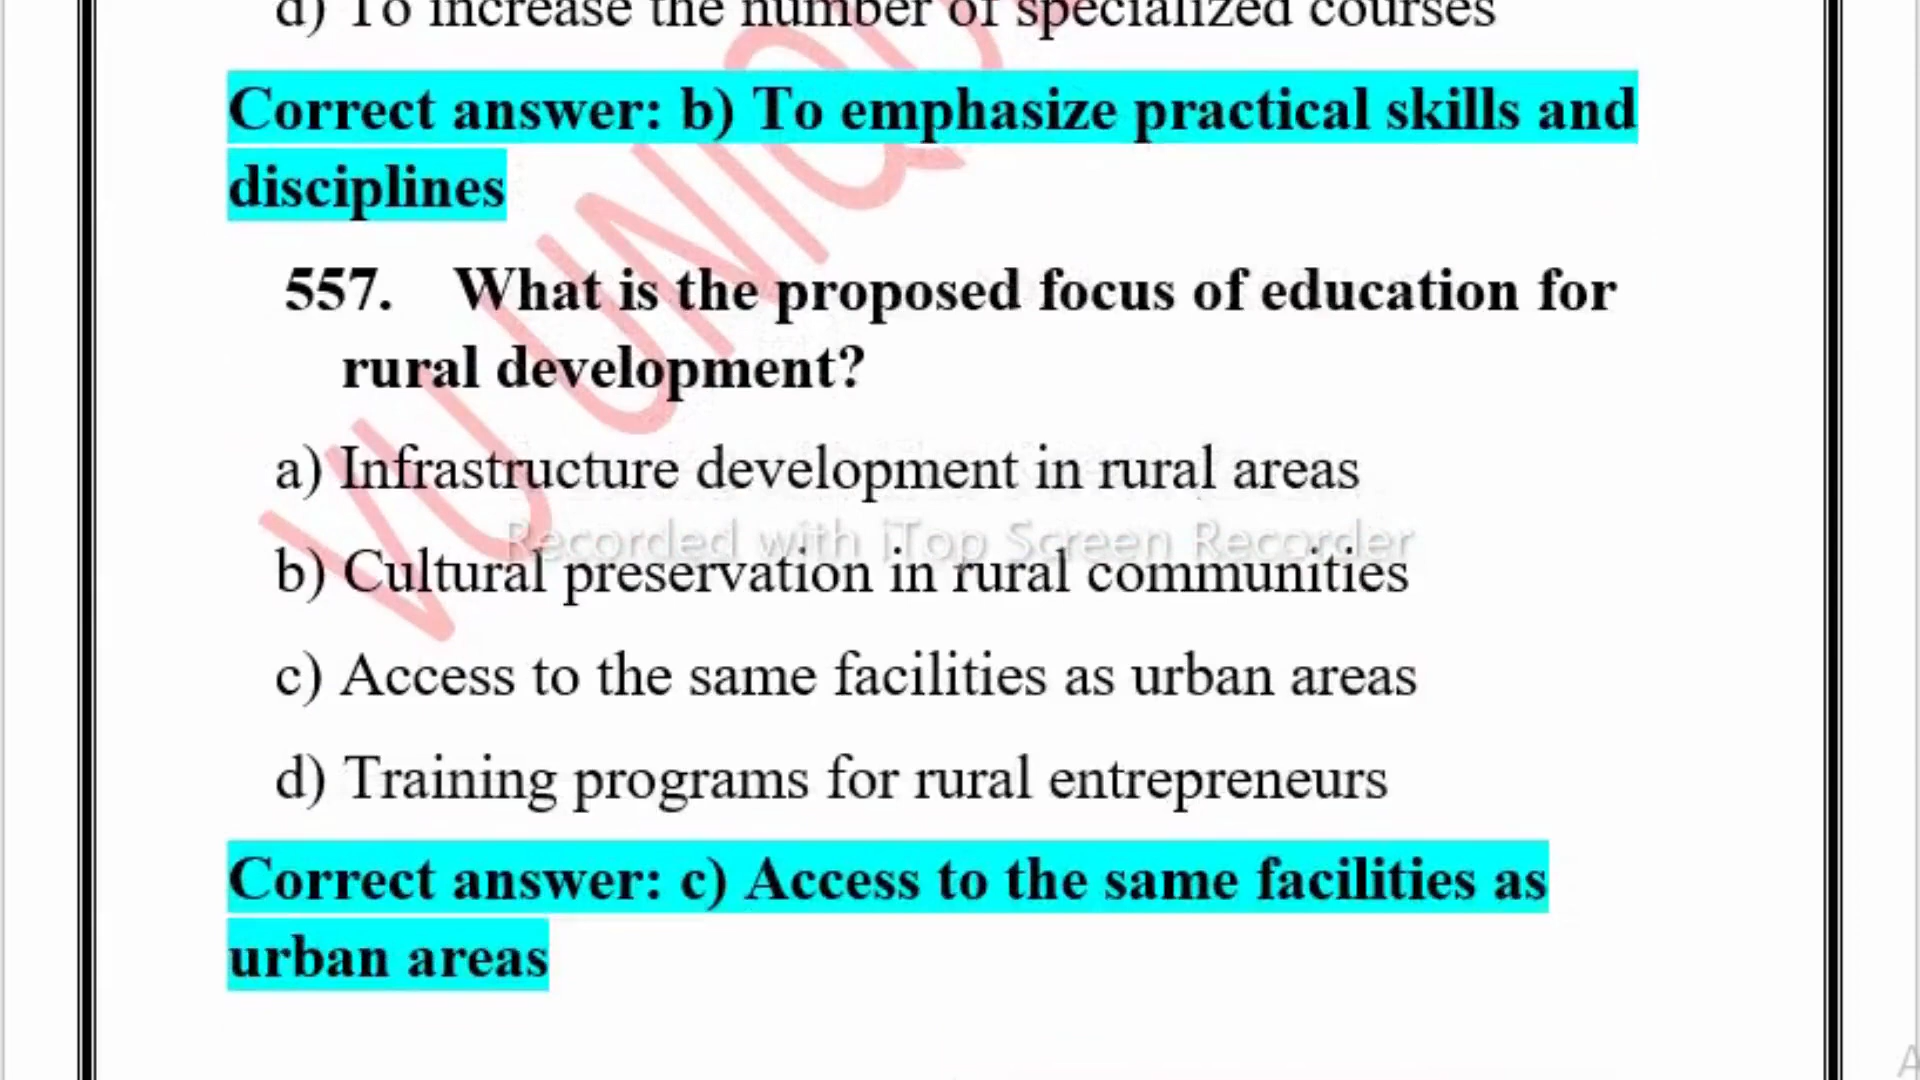 d) To increase the number of specialized courses
Correct answer: b) To emphasize practical skills and
disciplines
557. What is the proposed focus of education for
rural development?
a) Infrastructure development in rural areas
Recorded with iTop Screen Recorder
b) Cultural preservation in rural communities
c) Access to the same facilities as urban areas
d) Training programs for rural entrepreneurs
Correct answer: c) Access to the same facilities as
urban areas
VU UNIQU